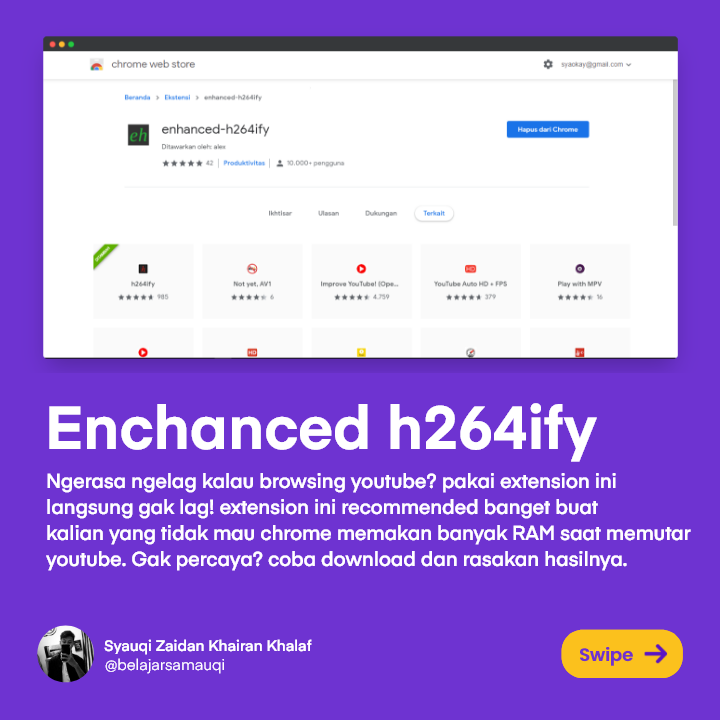 chrome web store
syaokay@gmail.com
Beranda > Ekstensi > enhanced-h264ify
eh
enhanced-h264ify
Hapus dari Chrome
Ditawarkan oleh: alex
★★★★★ 42 | Produktivitas | 10.000+ pengguna
Ikhtisar Ulasan Dukungan Terkait
h264ify Not yet, AV1 Improve YouTube! (Ope... YouTube Auto HD + FPS Play with MPV
985 6 4.759 379 16
Enchanced h264ify
Ngerasa ngelag kalau browsing youtube? pakai extension ini
langsung gak lag! extension ini recommended banget buat
kalian yang tidak mau chrome memakan banyak RAM saat memutar
youtube. Gak percaya? coba download dan rasakan hasilnya.
Syauqi Zaidan Khairan Khalaf
@belajarsamauqi
Swipe →